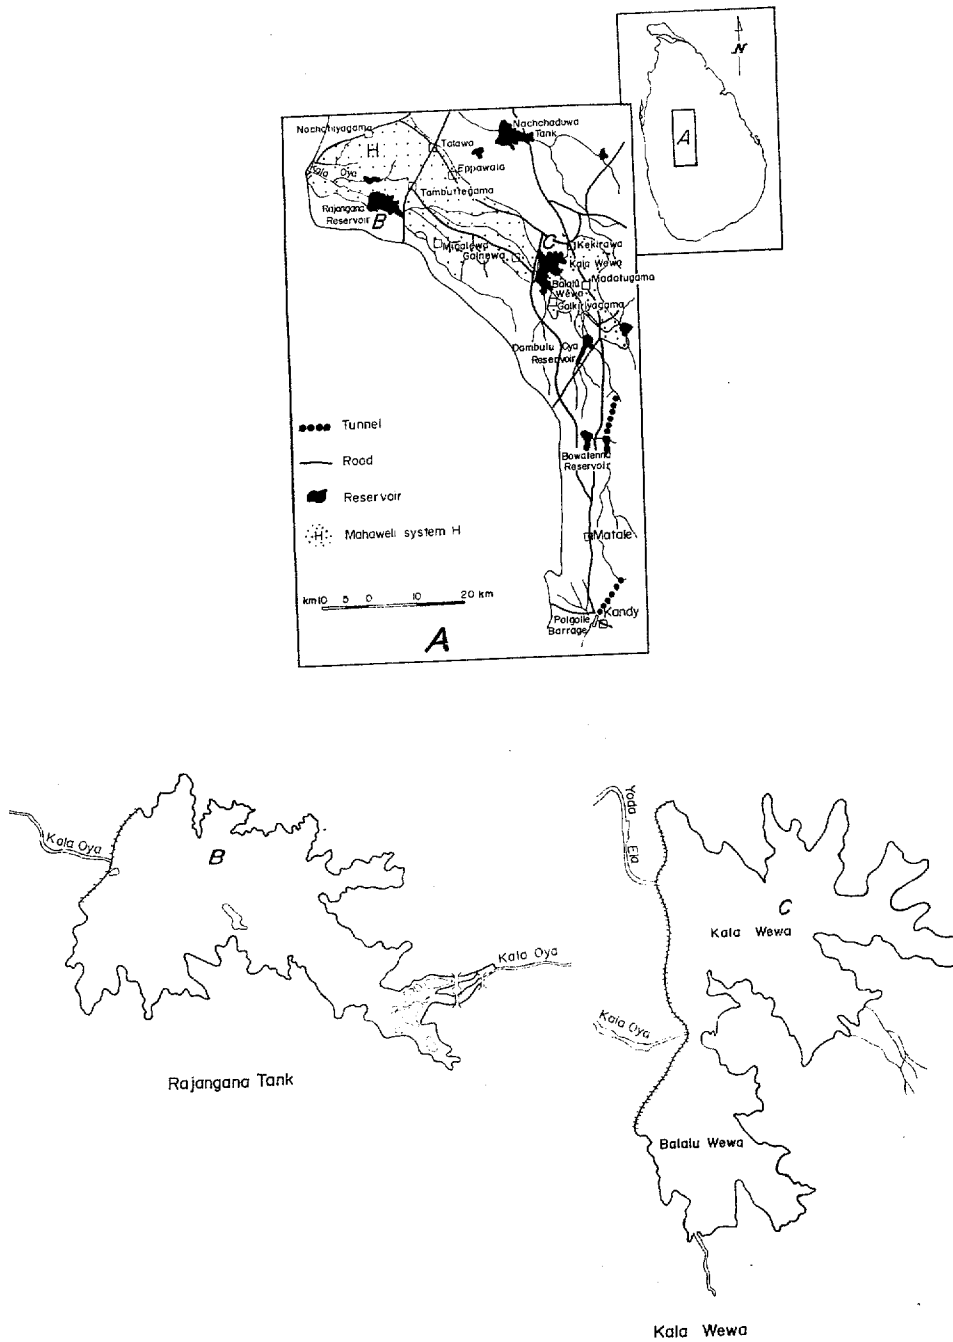 N
A
Nachchiyagama
Nachchaduwa
Tank
H
Talawa
Eppawala
Kala Oya
Tambuttegama
Rajangana
Reservoir
B
Migalewa
Galnewa
C
Kekirawa
Kala Wewa
Balalu
Wewa
Madatugama
Galkiriyagama
Dambulu Oya
Reservoir
Tunnel
Road
Bowatenna
Reservoir
Reservoir
H
Mahaweli system H
Matale
km10 5 0 10 20 km
Polgolle
Barrage
Kandy
A
Kala Oya
B
Kala Oya
Rajangana Tank
Yoda Ela
C
Kala Wewa
Kala Oya
Balalu Wewa
Kala Wewa